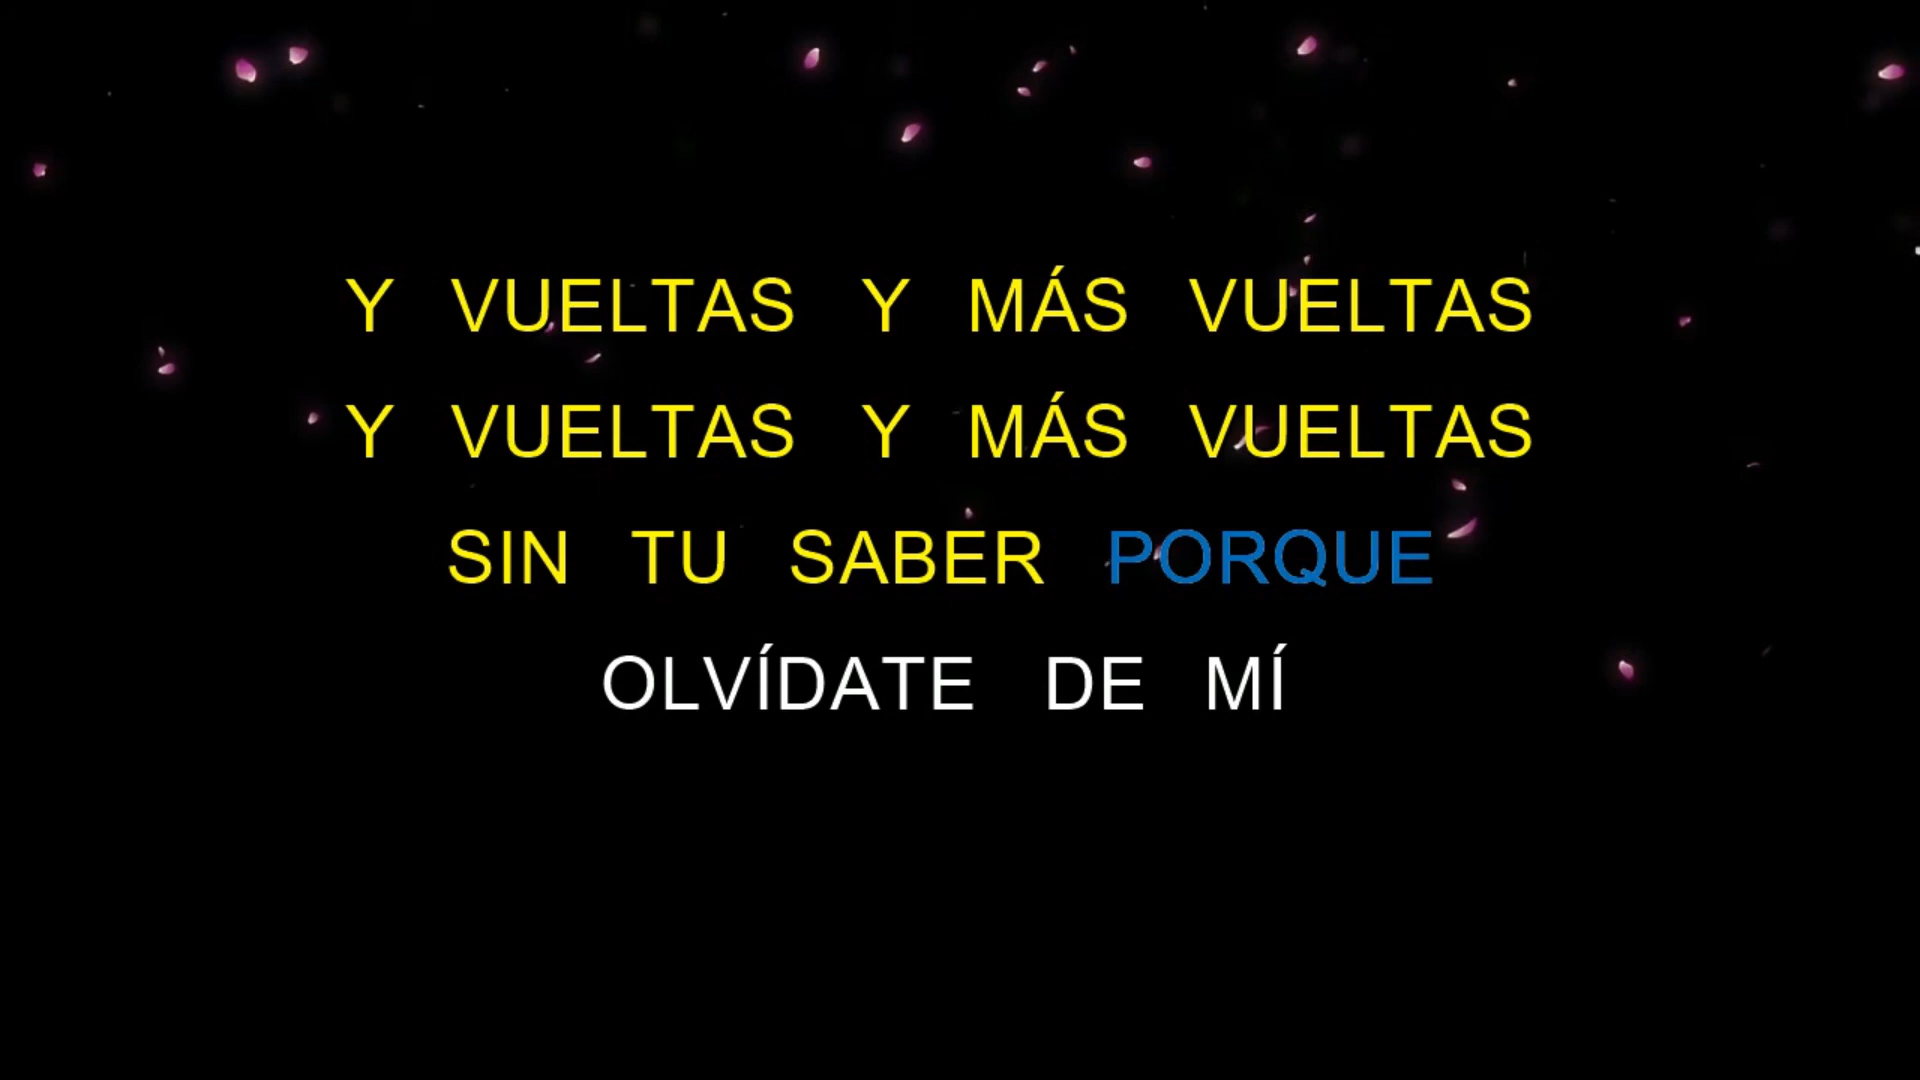 Y VUELTAS Y MÁS VUELTAS
Y VUELTAS Y MÁS VUELTAS
SIN TU SABER PORQUE
OLVÍDATE DE MÍ